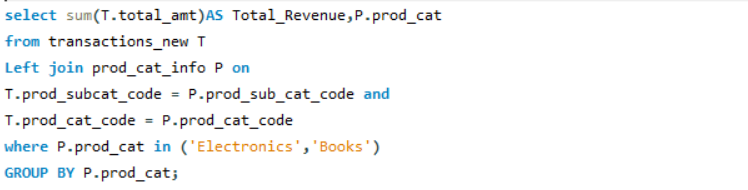 select sum(T.total_amt)AS Total_Revenue,P.prod_cat
from transactions_new T
Left join prod_cat_info P on
T.prod_subcat_code = P.prod_sub_cat_code and
T.prod_cat_code = P.prod_cat_code
where P.prod_cat in ('Electronics','Books')
GROUP BY P.prod_cat;